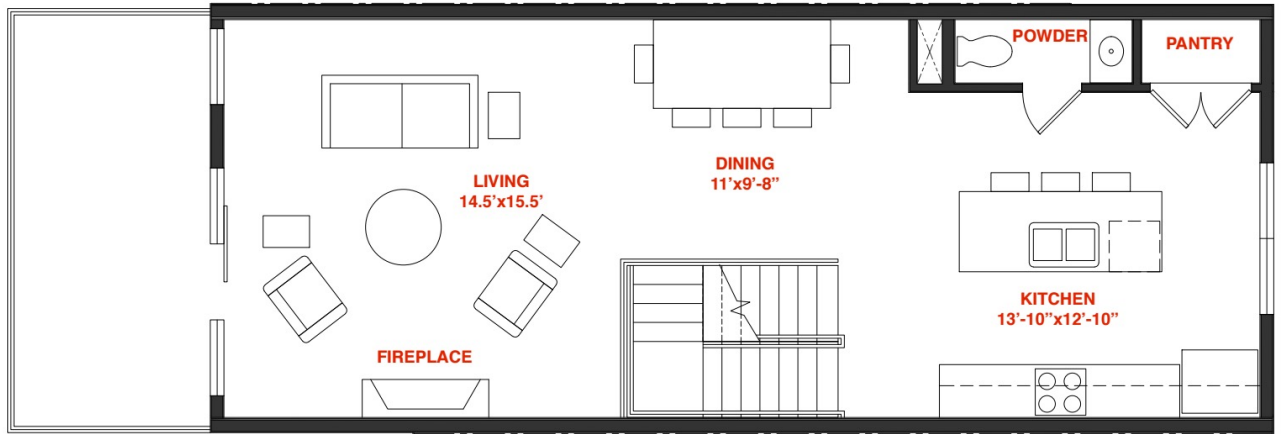 POWDER
PANTRY
DINING
11’x9’-8”
LIVING
14.5’x15.5’
KITCHEN
13’-10”x12’-10”
FIREPLACE